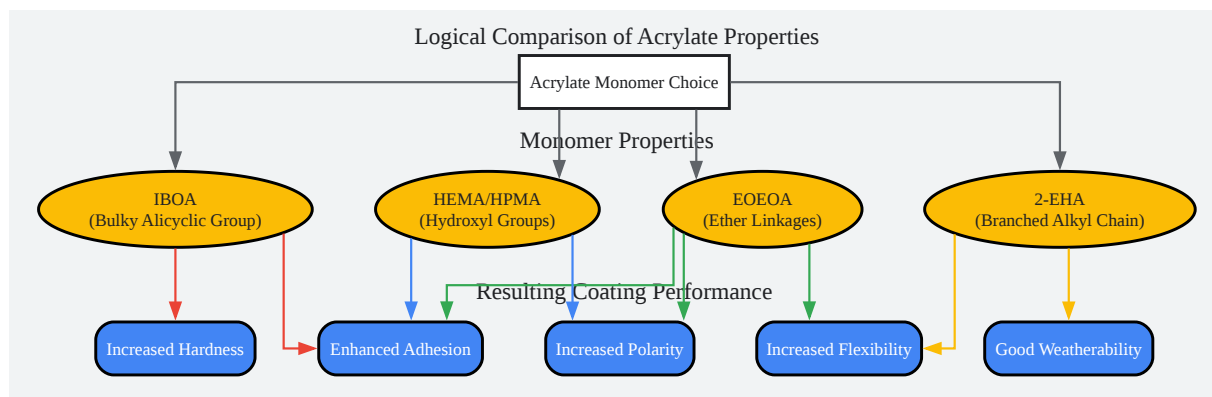 Logical Comparison of Acrylate Properties
Acrylate Monomer Choice
Monomer Properties
IBOA
(Bulky Alicyclic Group)
HEMA/HPMA
(Hydroxyl Groups)
EOEOA
(Ether Linkages)
2-EHA
(Branched Alkyl Chain)
Resulting Coating Performance
Increased Hardness
Enhanced Adhesion
Increased Polarity
Increased Flexibility
Good Weatherability